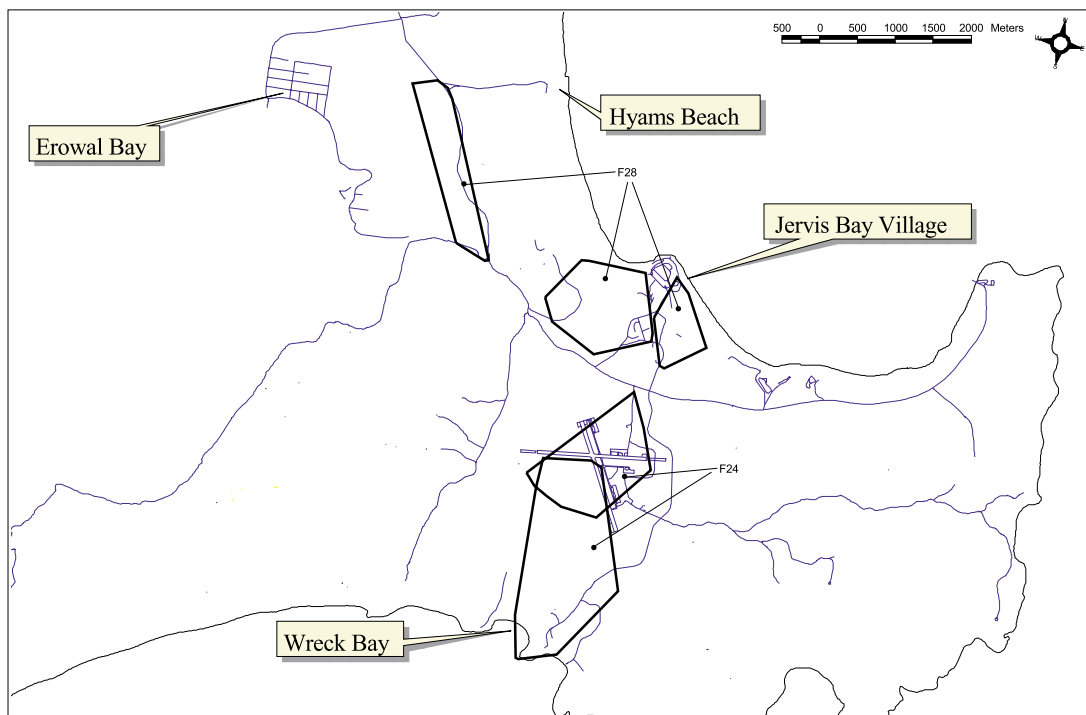 500 0 500 1000 1500 2000 Meters
N
W E
S
Hyams Beach
Erowal Bay
F28
Jervis Bay Village
F24
Wreck Bay